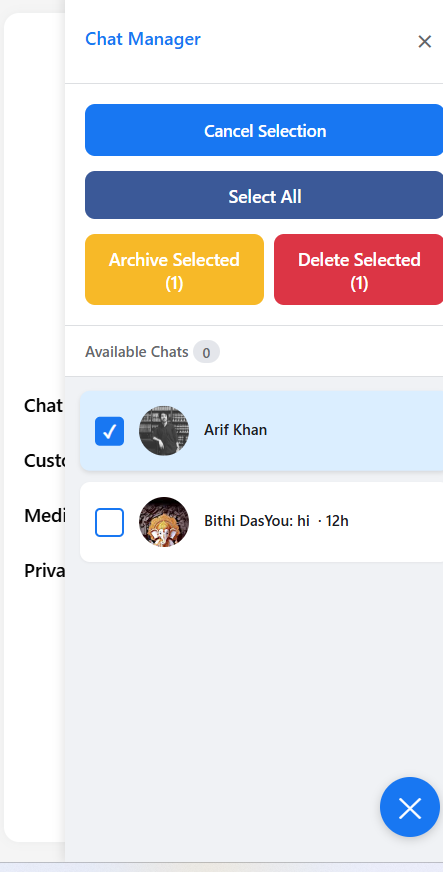 Chat Manager
Cancel Selection
Select All
Archive Selected
(1)
Delete Selected
(1)
Available Chats 0
Arif Khan
Bithi DasYou: hi · 12h
Chat
Custo
Medi
Priva